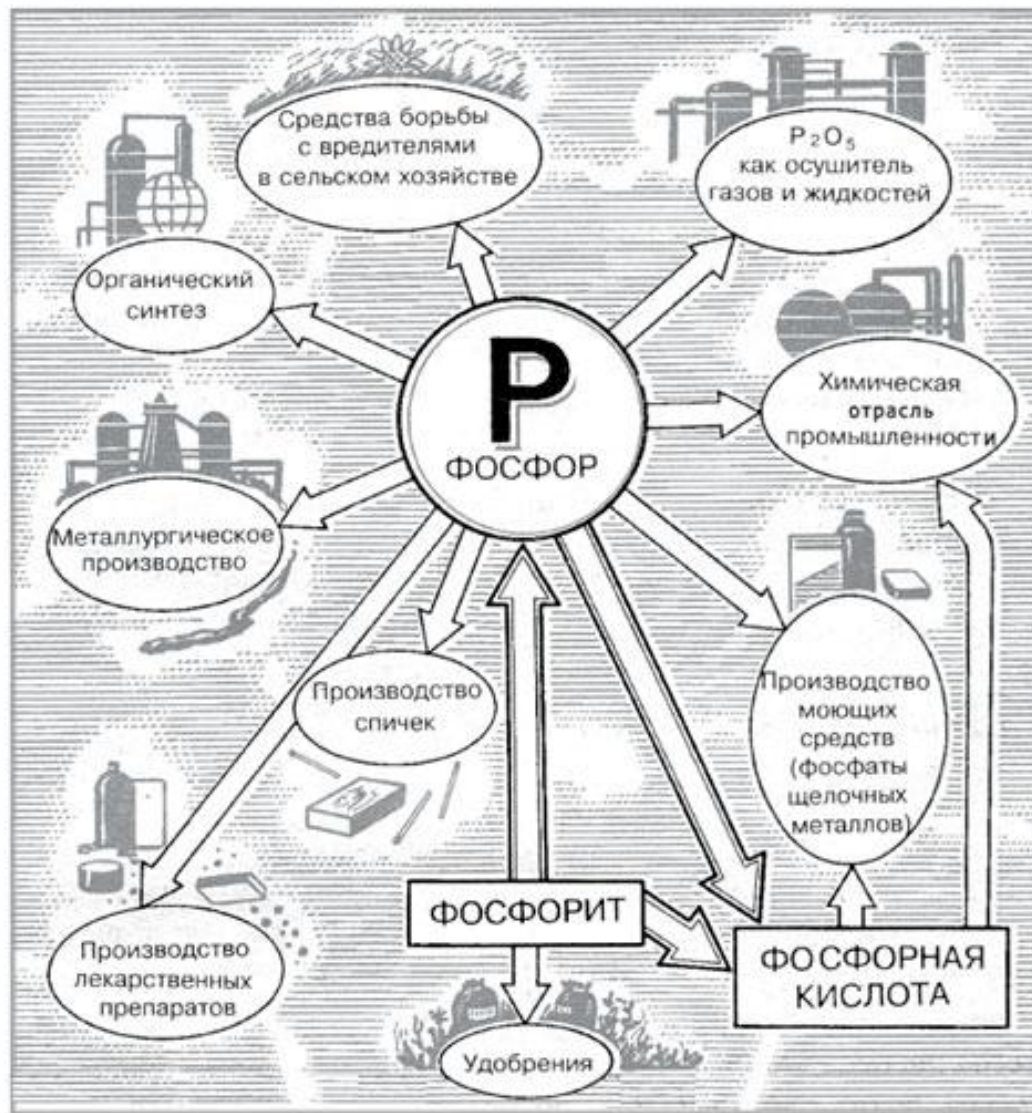 Средства борьбы
с вредителями
в сельском хозяйстве
P₂O₅
как осушитель
газов и жидкостей
Органический
синтез
P
ФОСФОР
Химическая
отрасль
промышленности
Металлургическое
производство
Производство
спичек
Производство
моющих
средств
(фосфаты
щелочных
металлов)
ФОСФОРИТ
ФОСФОРНАЯ
КИСЛОТА
Производство
лекарственных
препаратов
Удобрения